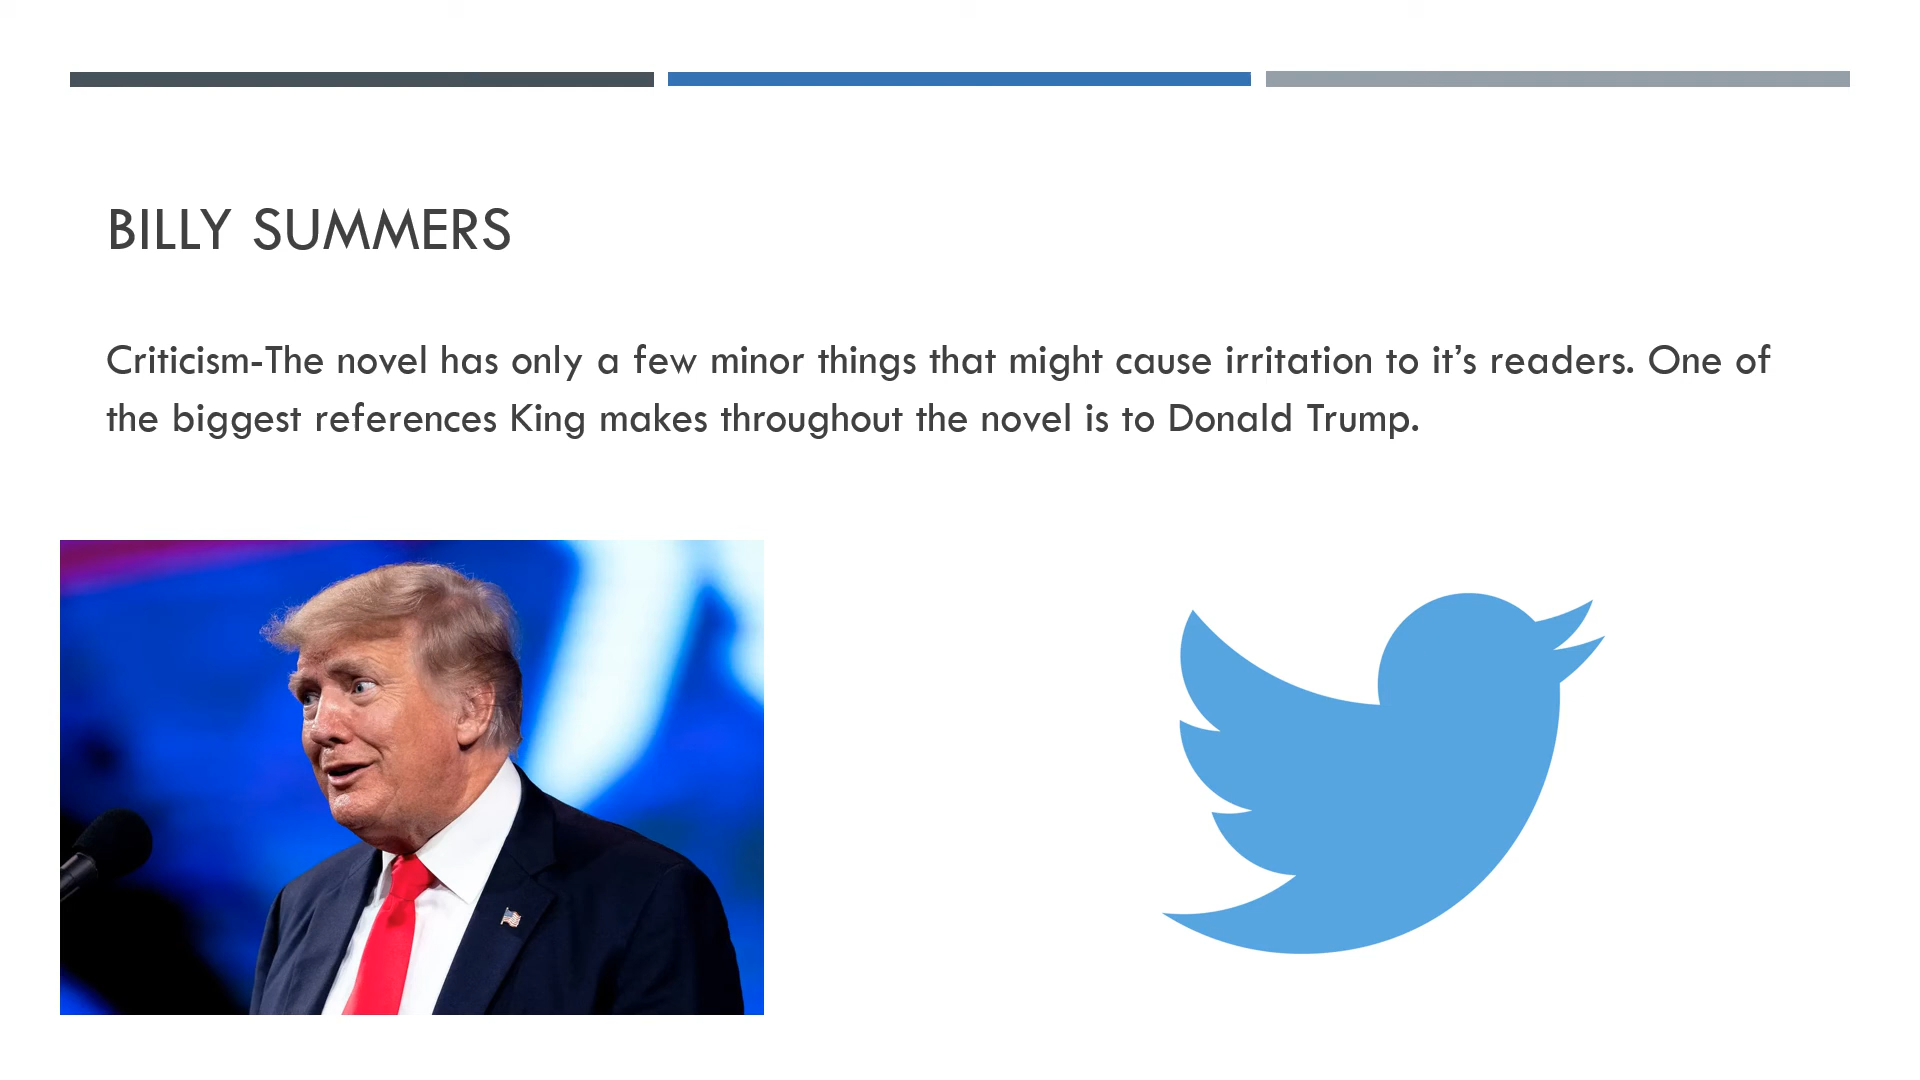 BILLY SUMMERS
Criticism-The novel has only a few minor things that might cause irritation to it’s readers. One of
the biggest references King makes throughout the novel is to Donald Trump.